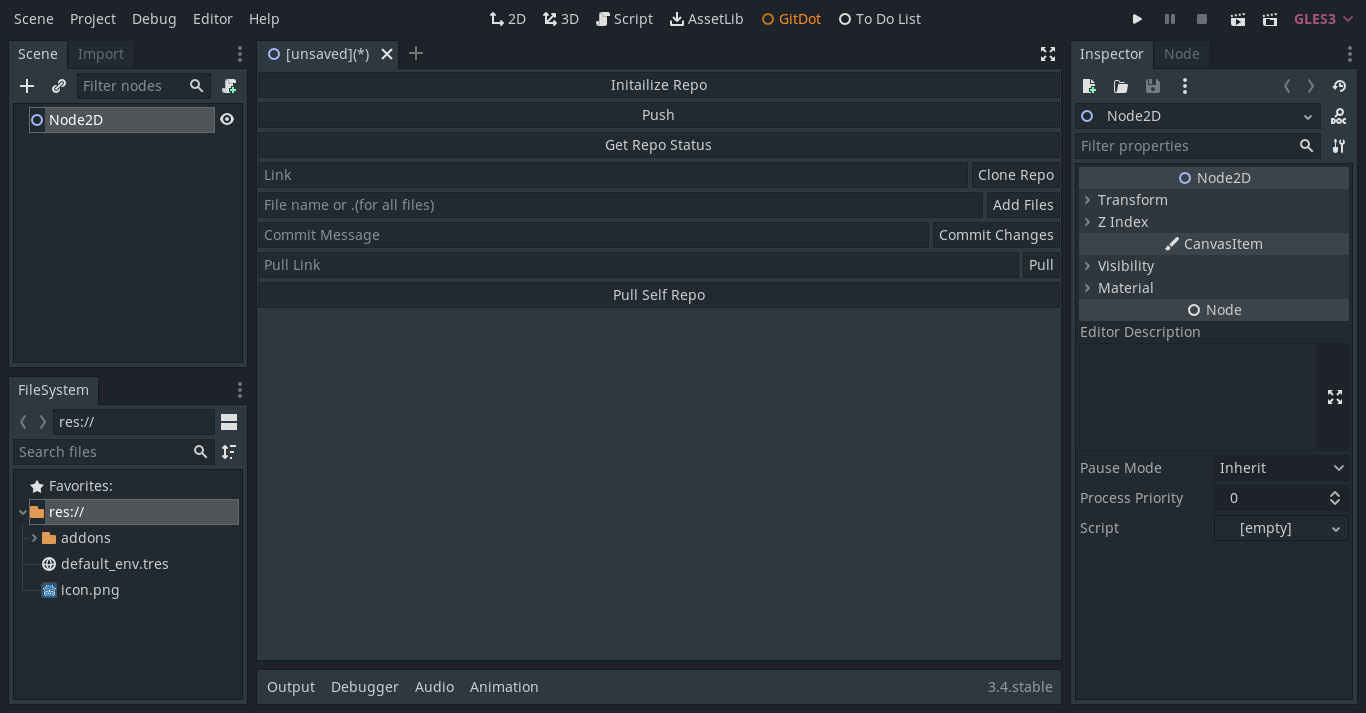 Scene Project Debug Editor Help
2D 3D Script AssetLib GitDot To Do List
GLES3
Scene Import
Filter nodes
Node2D
FileSystem
res://
Search files
Favorites:
res://
addons
default_env.tres
icon.png
[unsaved](*)
Initailize Repo
Push
Get Repo Status
Link Clone Repo
File name or .(for all files) Add Files
Commit Message Commit Changes
Pull Link Pull
Pull Self Repo
Output Debugger Audio Animation 3.4.stable
Inspector Node
Node2D
DOC
Filter properties
Node2D
Transform
Z Index
CanvasItem
Visibility
Material
Node
Editor Description
Pause Mode Inherit
Process Priority 0
Script [empty]